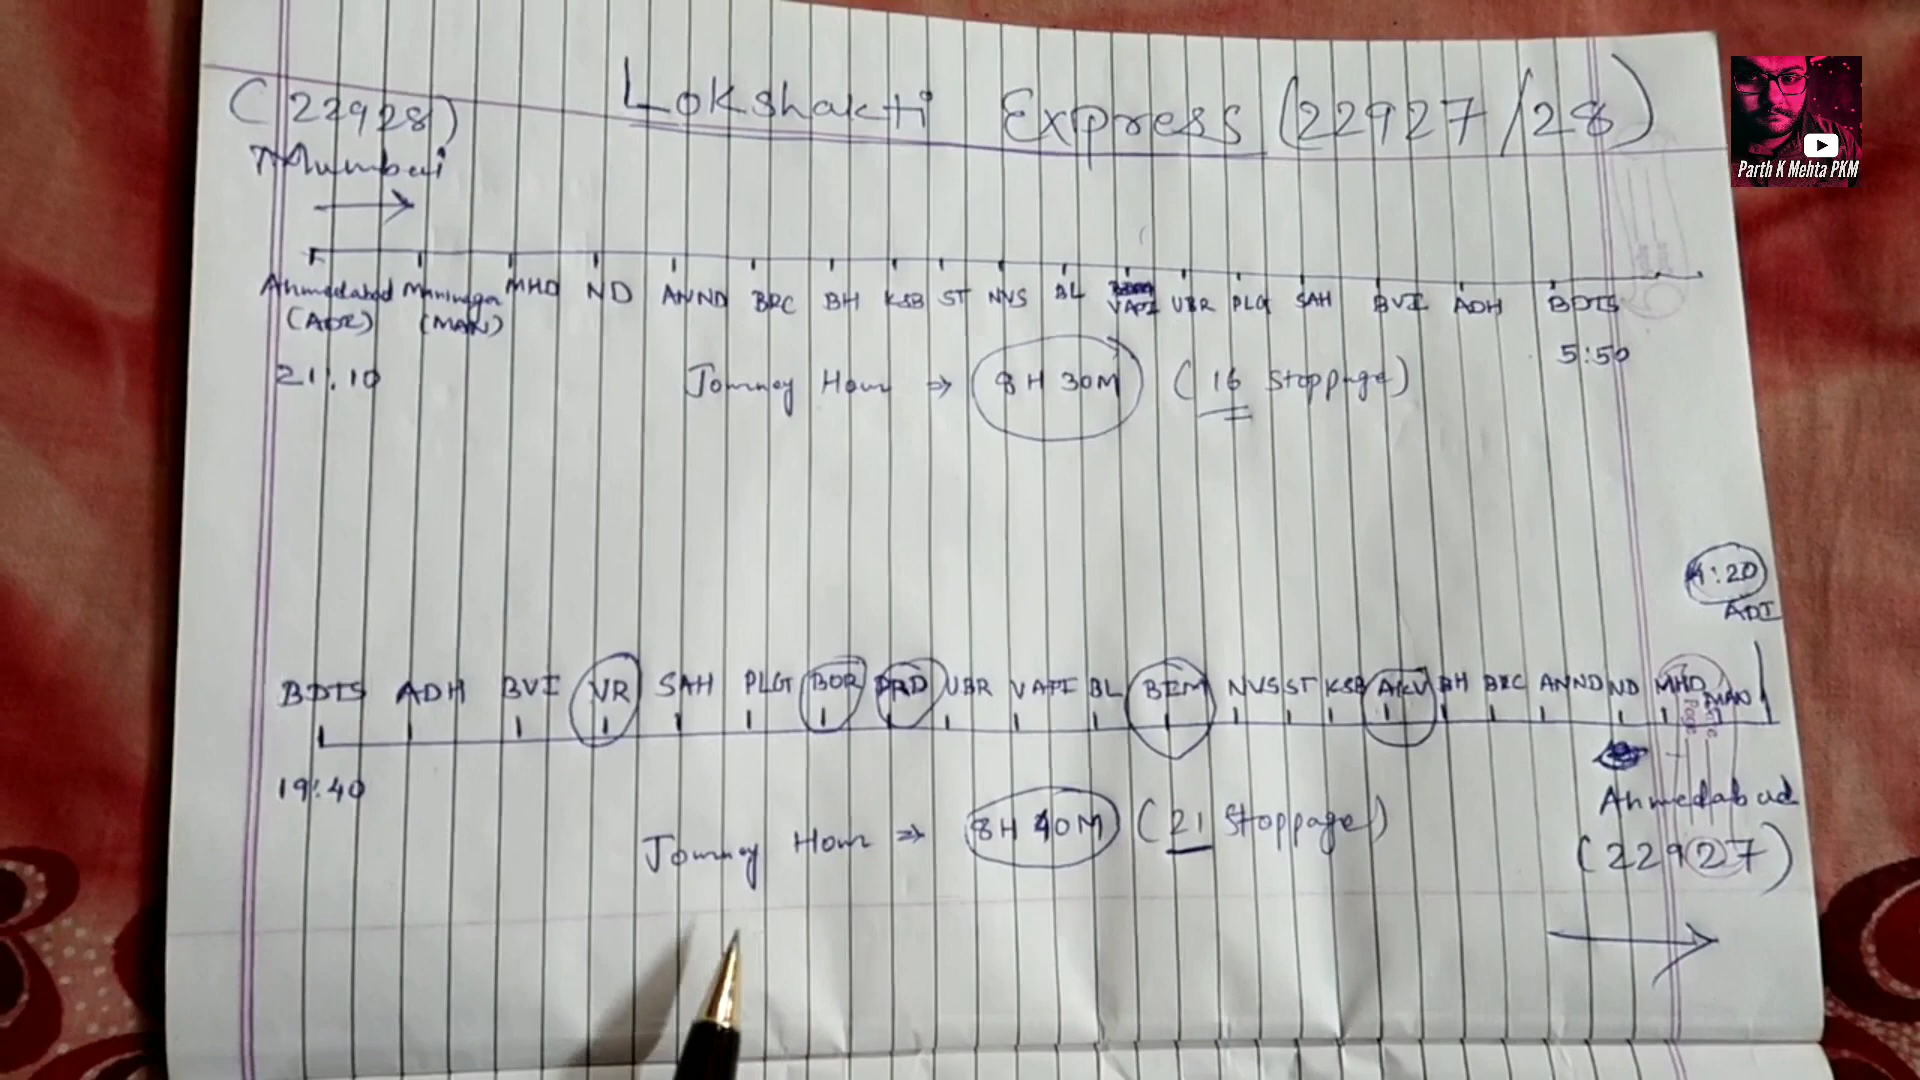 Lokshakti Express (22927/28)
(22928)
Mumbai
Ahmedabad Maninagar MHD ND ANND BRC BH KSB ST NVS BL VAPI UBR PLG SAH BVI ADH BDTS
(ADI) (MAN)
21:10 5:50
Journey Hour ⇒ 8H 30M (16 Stoppage)
4:20
ADI
BDTS ADH BVI VR SAH PLG BOR DRD UBR VAPI BL BIM NVS ST KSB AKV BH BRC ANND ND MHD MAN
19:40
Journey Hour ⇒ 8H 40M (21 Stoppages)
Ahmedabad
(22927)
Parth K Mehta PKM